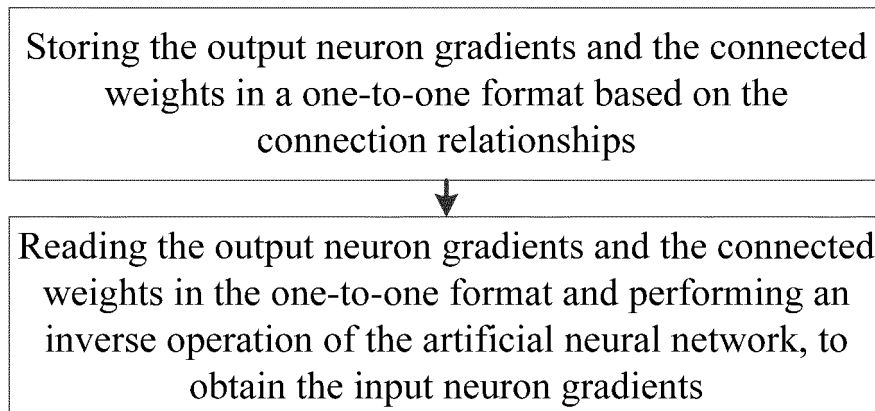 Storing the output neuron gradients and the connected
weights in a one-to-one format based on the
connection relationships
Reading the output neuron gradients and the connected
weights in the one-to-one format and performing an
inverse operation of the artificial neural network, to
obtain the input neuron gradients